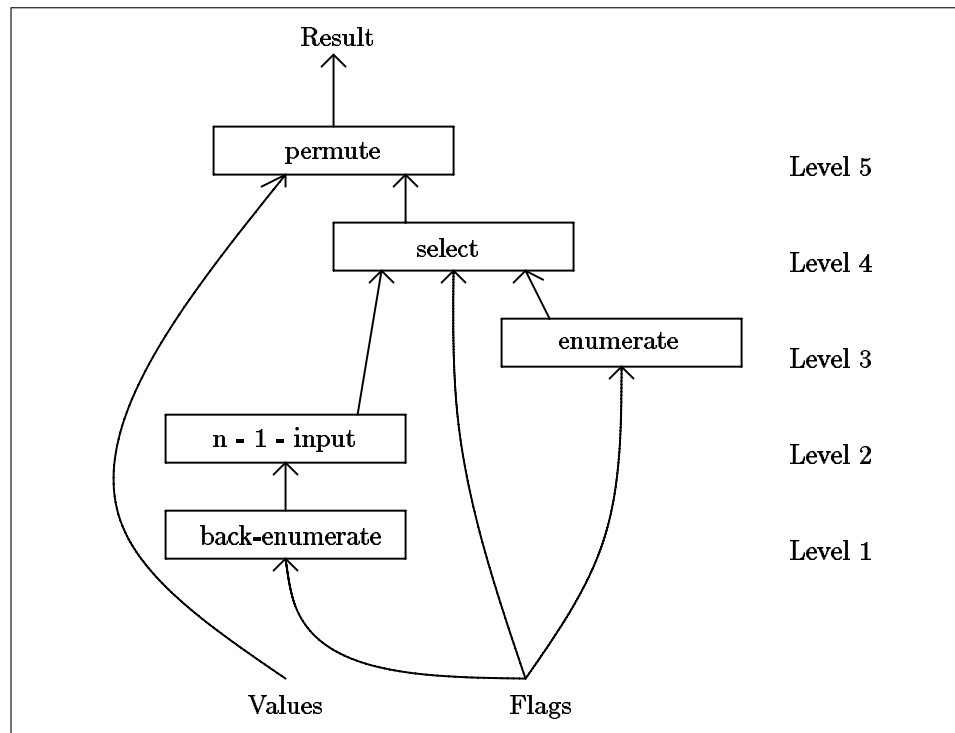 Result
permute
Level 5
select
Level 4
enumerate
Level 3
n - 1 - input
Level 2
back-enumerate
Level 1
Values
Flags